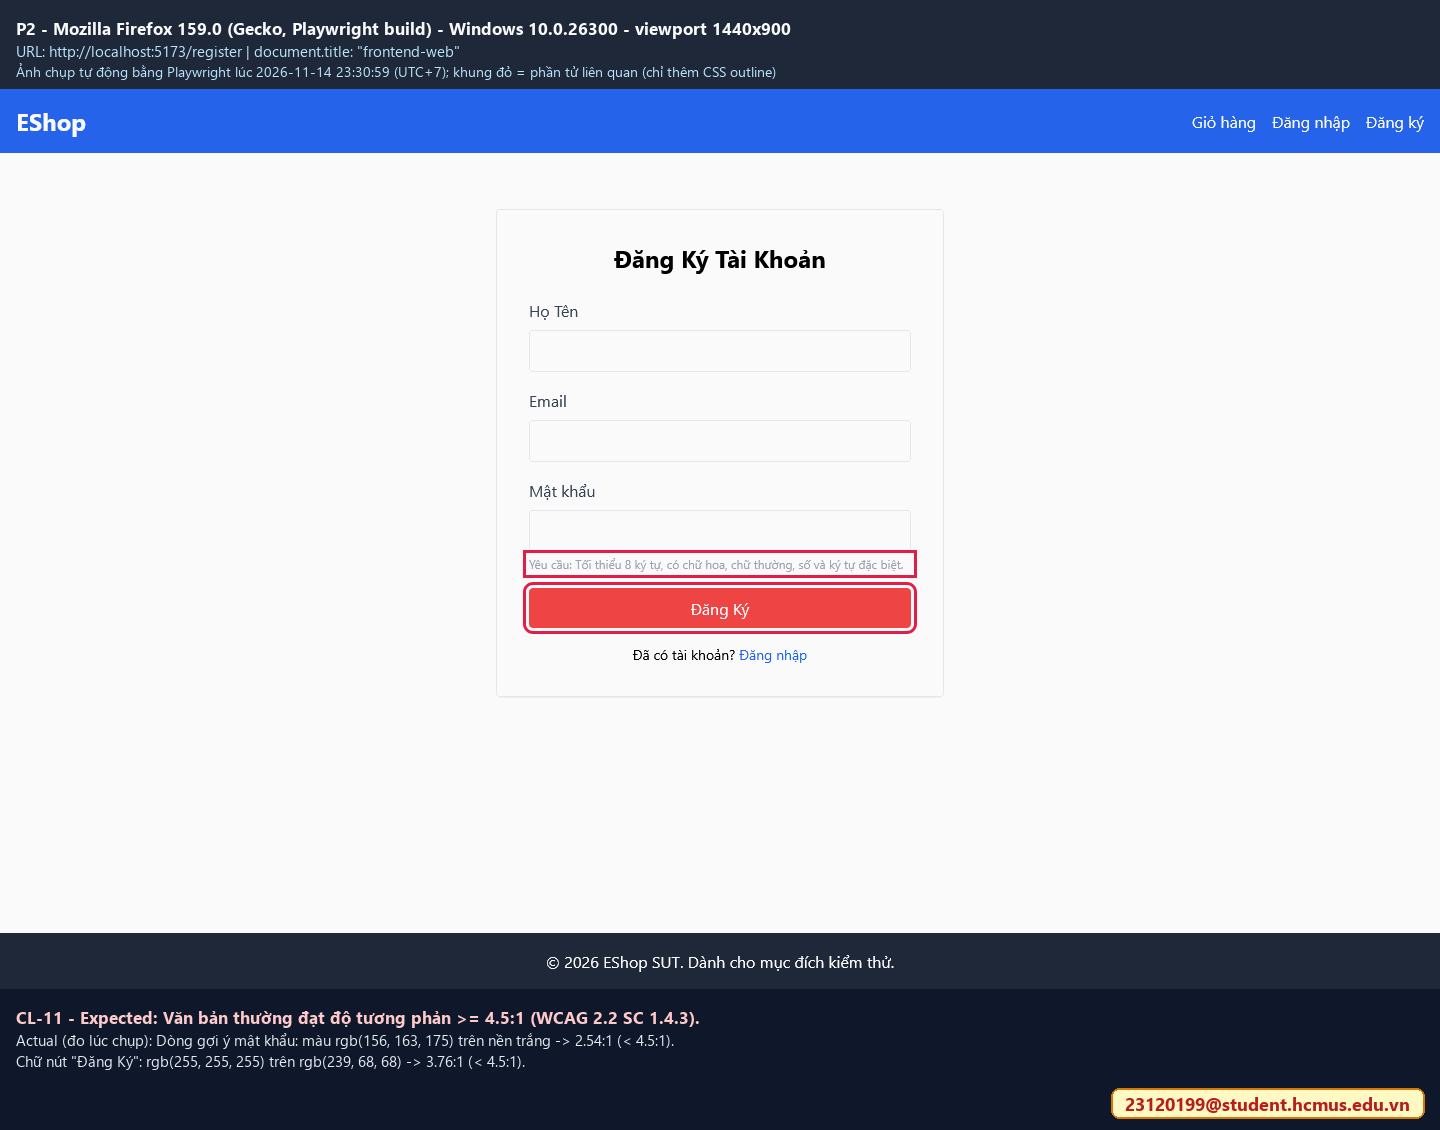 P2 - Mozilla Firefox 159.0 (Gecko, Playwright build) - Windows 10.0.26300 - viewport 1440x900
URL: http://localhost:5173/register | document.title: "frontend-web"
Ảnh chụp tự động bằng Playwright lúc 2026-11-14 23:30:59 (UTC+7); khung đỏ = phần tử liên quan (chỉ thêm CSS outline)
EShop
Giỏ hàng Đăng nhập Đăng ký
Đăng Ký Tài Khoản
Họ Tên
Email
Mật khẩu
Yêu cầu: Tối thiểu 8 ký tự, có chữ hoa, chữ thường, số và ký tự đặc biệt.
Đăng Ký
Đã có tài khoản? Đăng nhập
© 2026 EShop SUT. Dành cho mục đích kiểm thử.
CL-11 - Expected: Văn bản thường đạt độ tương phản >= 4.5:1 (WCAG 2.2 SC 1.4.3).
Actual (đo lúc chụp): Dòng gợi ý mật khẩu: màu rgb(156, 163, 175) trên nền trắng -> 2.54:1 (< 4.5:1).
Chữ nút "Đăng Ký": rgb(255, 255, 255) trên rgb(239, 68, 68) -> 3.76:1 (< 4.5:1).
23120199@student.hcmus.edu.vn